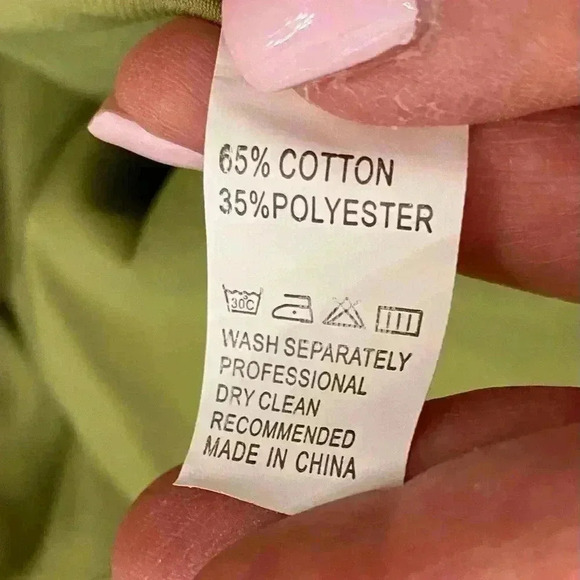 65% COTTON
35%POLYESTER
30C
WASH SEPARATELY
PROFESSIONAL
DRY CLEAN
RECOMMENDED
MADE IN CHINA